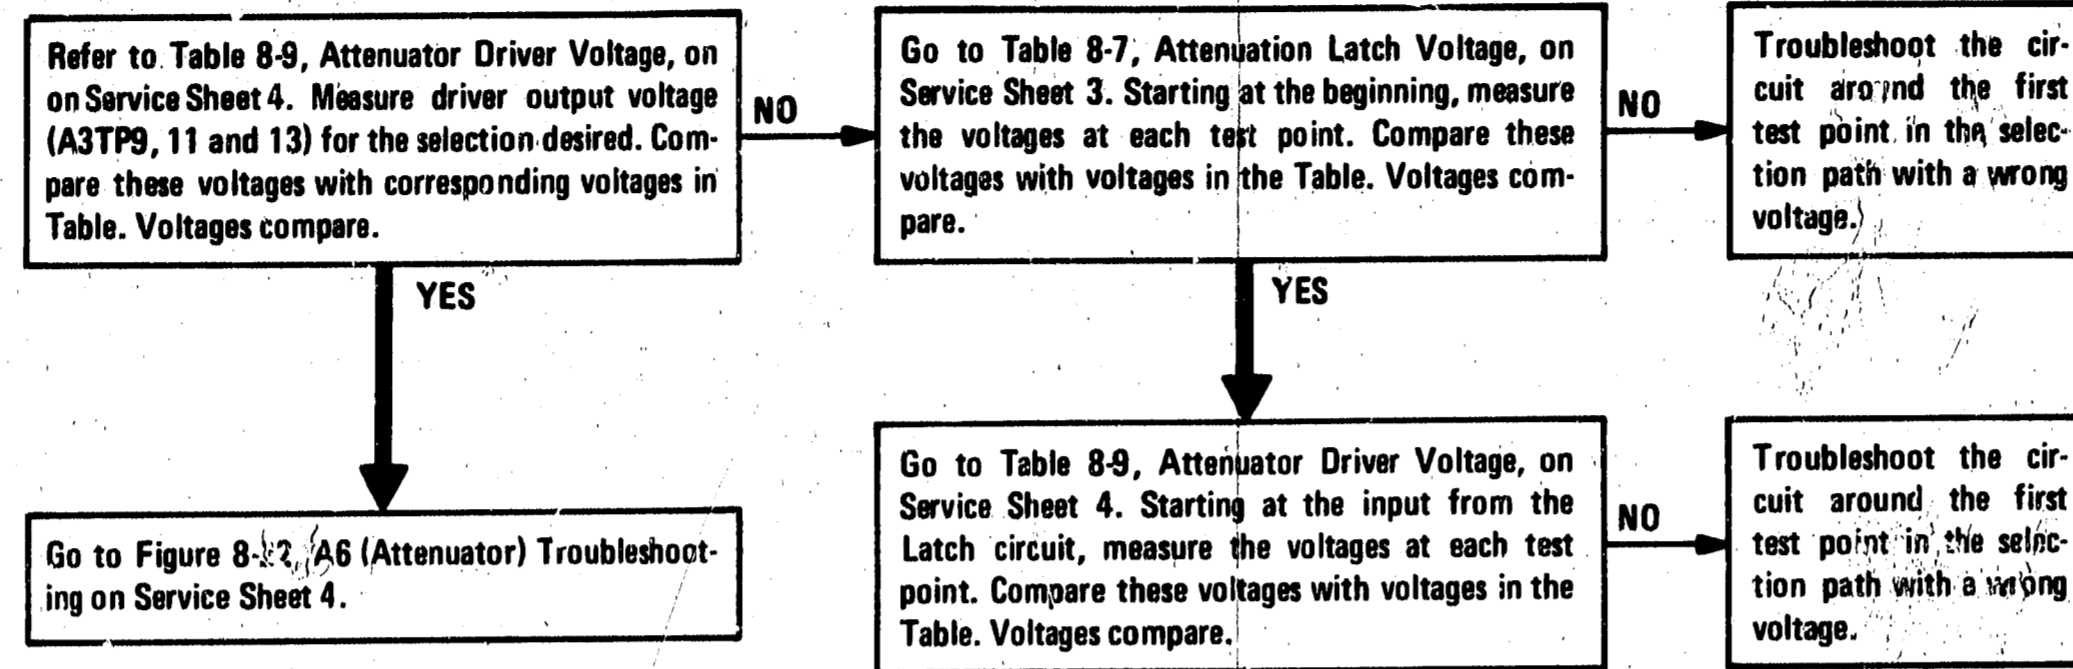 Refer to Table 8-9, Attenuator Driver Voltage, on
on Service Sheet 4. Measure driver output voltage
(A3TP9, 11 and 13) for the selection desired. Com-
pare these voltages with corresponding voltages in
Table. Voltages compare.
NO
Go to Table 8-7, Attenuation Latch Voltage, on
Service Sheet 3. Starting at the beginning, measure
the voltages at each test point. Compare these
voltages with voltages in the Table. Voltages com-
pare.
NO
Troubleshoot the cir-
cuit around the first
test point in the selec-
tion path with a wrong
voltage.
YES
YES
Go to Figure A6 (Attenuator) Troubleshoot-
ing on Service Sheet 4.
Go to Table 8-9, Attenuator Driver Voltage, on
Service Sheet 4. Starting at the input from the
Latch circuit, measure the voltages at each test
point. Compare these voltages with voltages in the
Table. Voltages compare.
NO
Troubleshoot the cir-
cuit around the first
test point in the selec-
tion path with a wrong
voltage.